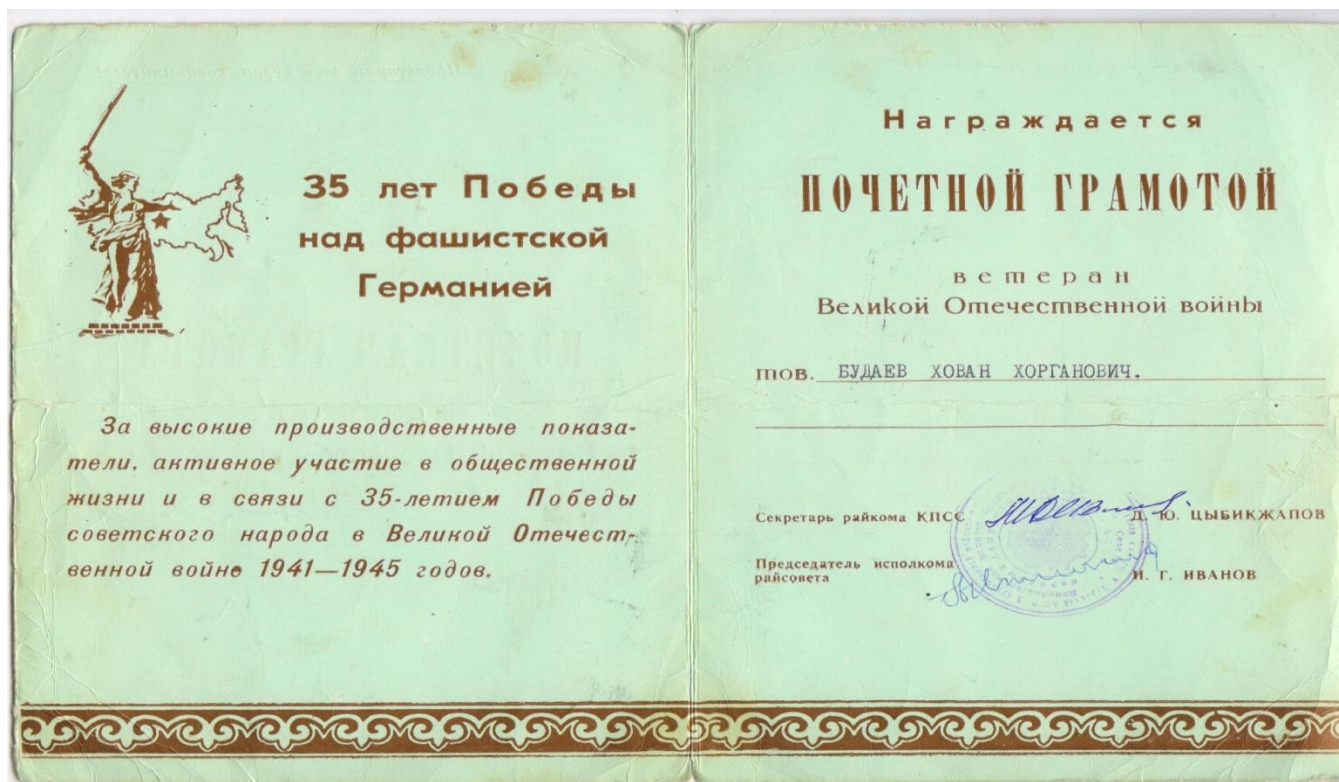 35 лет Победы
над фашистской
Германией
За высокие производственные показа-
тели, активное участие в общественной
жизни и в связи с 35-летием Победы
советского народа в Великой Отечест-
венной войне 1941—1945 годов.
Награждается
ПОЧЕТНОЙ ГРАМОТОЙ
ветеран
Великой Отечественной войны
тов. БУДАЕВ ХОВАН ХОРГАНОВИЧ.
Секретарь райкома КПСС Д. Ю. ЦЫБИКЖАПОВ
Председатель исполкома
райсовета И. Г. ИВАНОВ